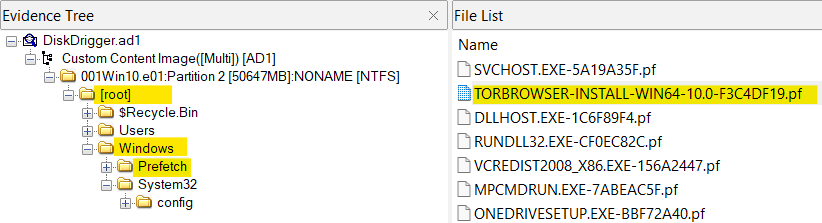 Evidence Tree
DiskDrigger.ad1
Custom Content Image([Multi]) [AD1]
001Win10.e01:Partition 2 [50647MB]:NONAME [NTFS]
[root]
$Recycle.Bin
Users
Windows
Prefetch
System32
config
File List
Name
SVCHOST.EXE-5A19A35F.pf
TORBROWSER-INSTALL-WIN64-10.0-F3C4DF19.pf
DLLHOST.EXE-1C6F89F4.pf
RUNDLL32.EXE-CF0EC82C.pf
VCREDIST2008_X86.EXE-156A2447.pf
MPCMDRUN.EXE-7ABEAC5F.pf
ONEDRIVESETUP.EXE-BBF72A40.pf